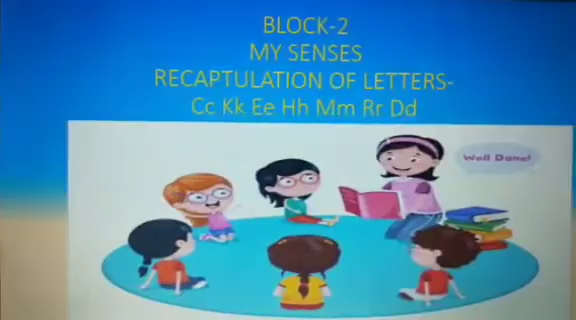 BLOCK-2
MY SENSES
RECAPTULATION OF LETTERS-
Cc Kk Ee Hh Mm Rr Dd
Well Done!